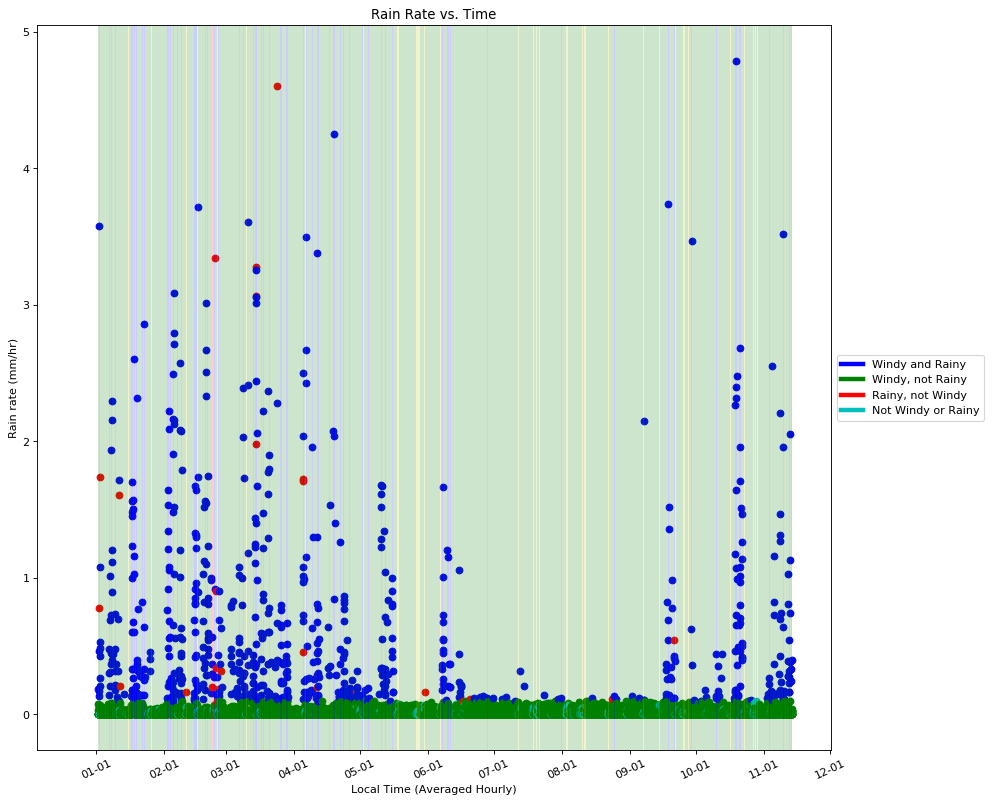 Rain Rate vs. Time
5
4
3
2
1
0
Rain rate (mm/hr)
01-01
02-01
03-01
04-01
05-01
06-01
07-01
08-01
09-01
10-01
11-01
12-01
Local Time (Averaged Hourly)
Windy and Rainy
Windy, not Rainy
Rainy, not Windy
Not Windy or Rainy